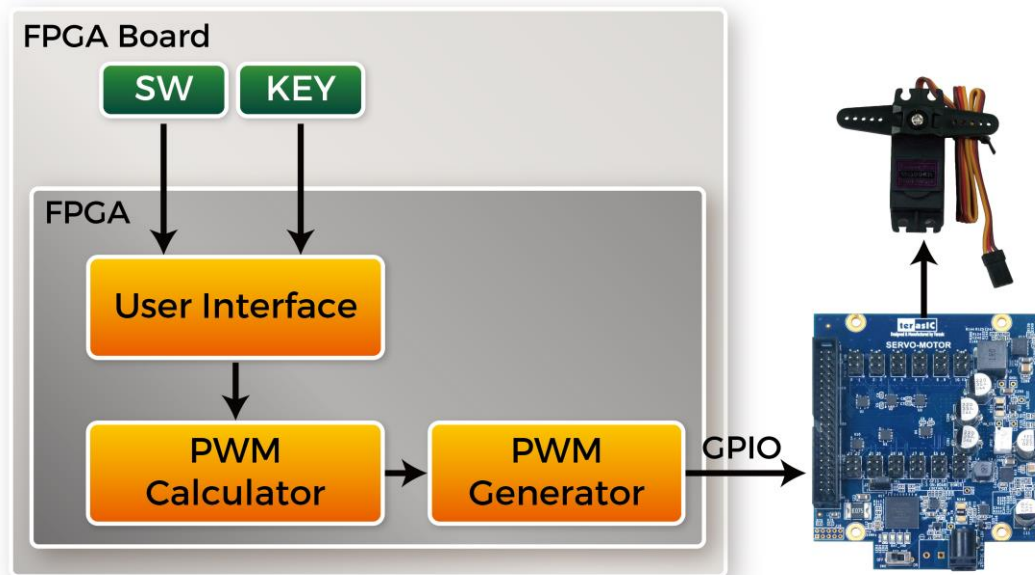 FPGA Board
SW
KEY
FPGA
User Interface
PWM
Calculator
PWM
Generator
GPIO
terasIC
SERVO-MOTOR